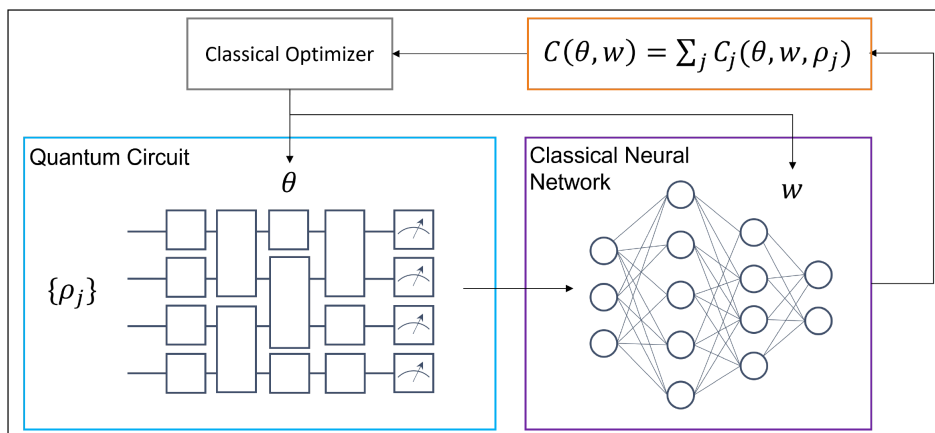 Classical Optimizer
C(θ, w) = ∑_j C_j(θ, w, ρ_j)
Quantum Circuit
θ
{ρ_j}
Classical Neural
Network
w